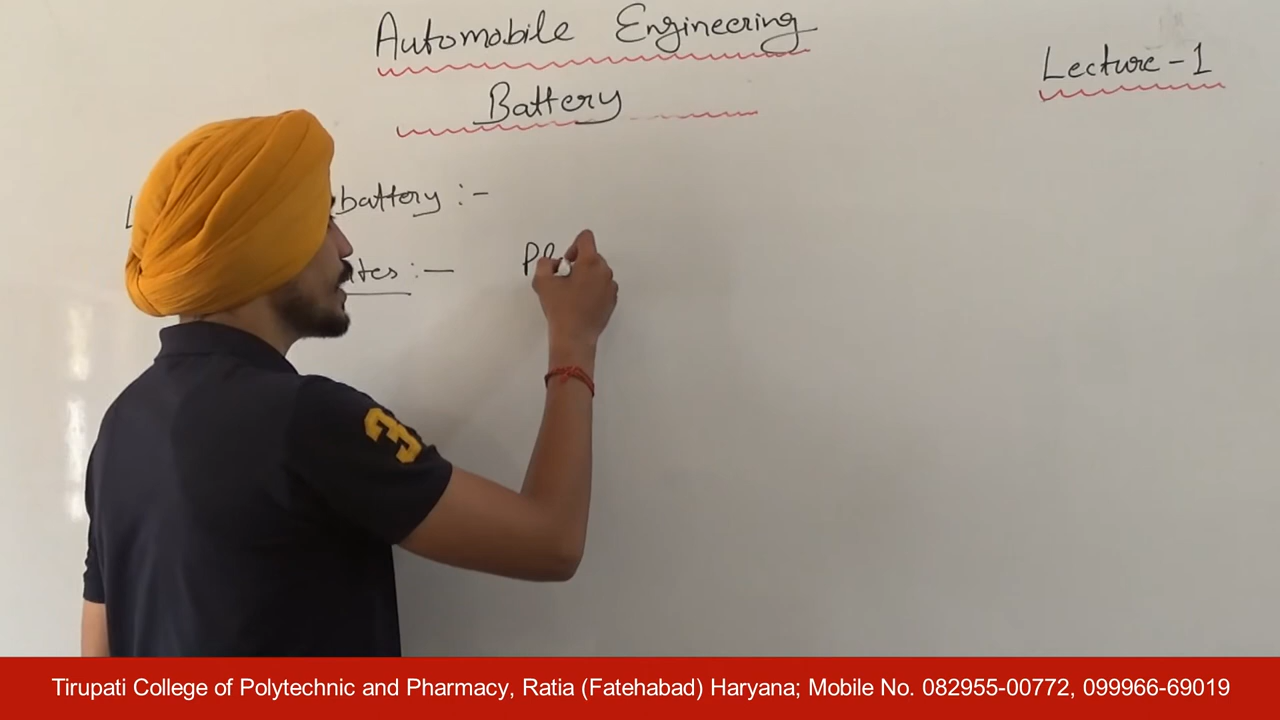 Automobile Engineering
Lecture - 1
Battery
battery :-
3
Tirupati College of Polytechnic and Pharmacy, Ratia (Fatehabad) Haryana; Mobile No. 082955-00772, 099966-69019